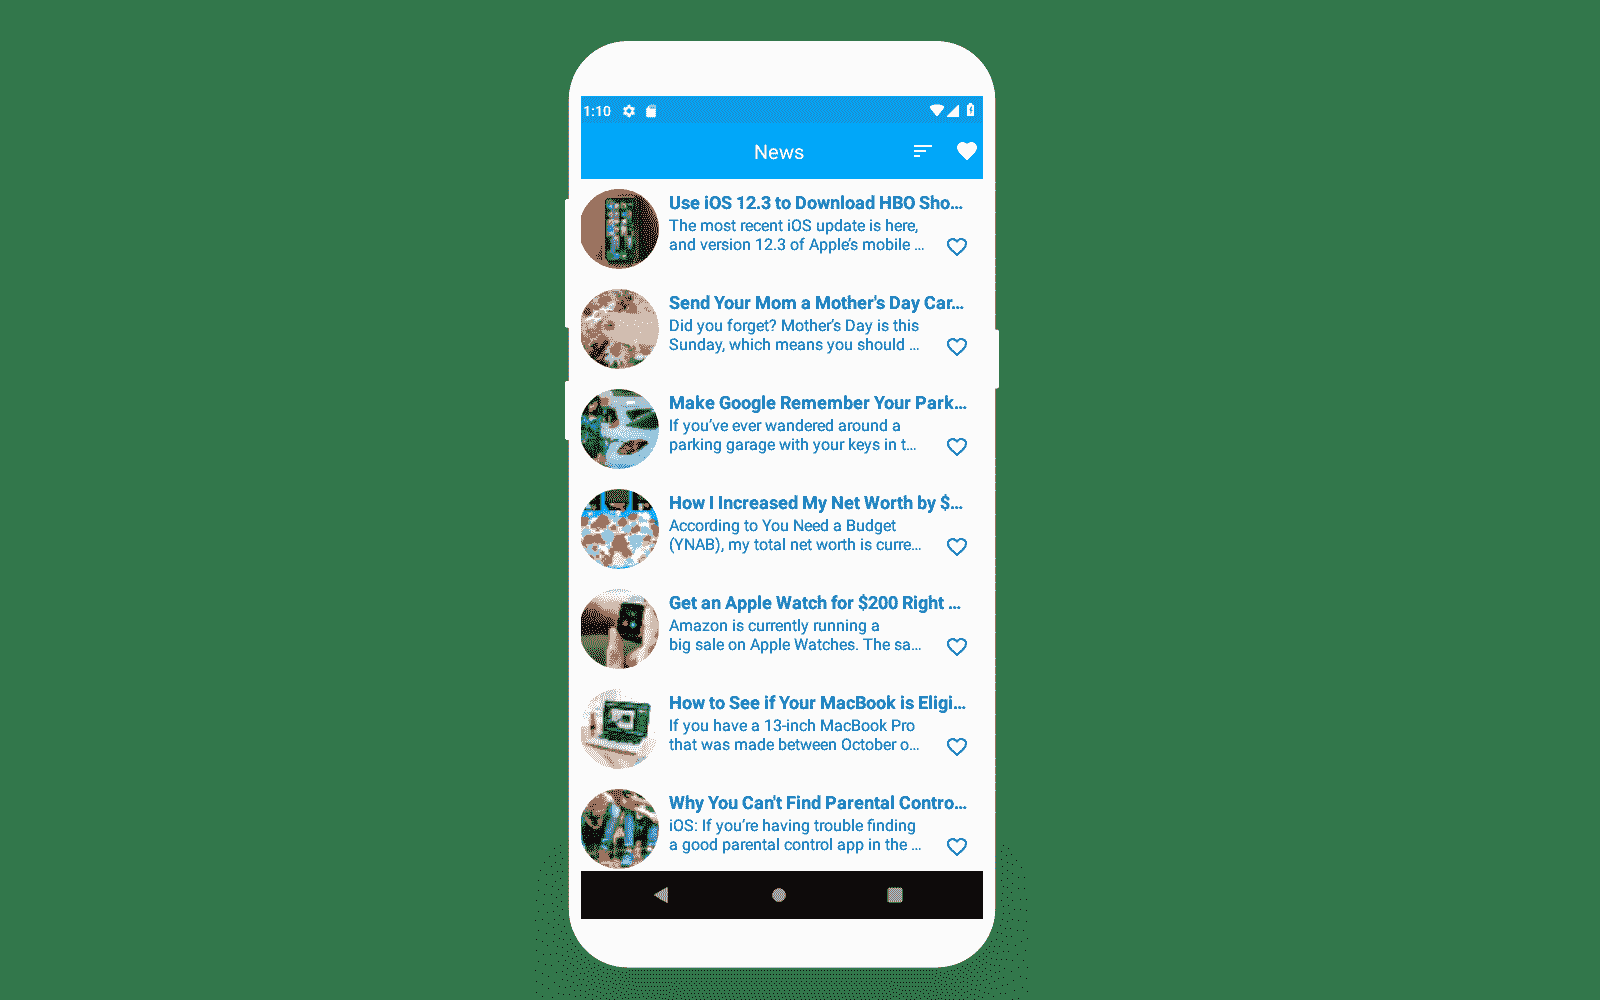 1:10
News
Use iOS 12.3 to Download HBO Sho...
The most recent iOS update is here,
and version 12.3 of Apple's mobile ...
Send Your Mom a Mother's Day Car...
Did you forget? Mother's Day is this
Sunday, which means you should ...
Make Google Remember Your Park...
If you've ever wandered around a
parking garage with your keys in t...
How I Increased My Net Worth by $...
According to You Need a Budget
(YNAB), my total net worth is curre...
Get an Apple Watch for $200 Right ...
Amazon is currently running a
big sale on Apple Watches. The sa...
How to See if Your MacBook is Eligi...
If you have a 13-inch MacBook Pro
that was made between October o...
Why You Can't Find Parental Contro...
iOS: If you're having trouble finding
a good parental control app in the ...